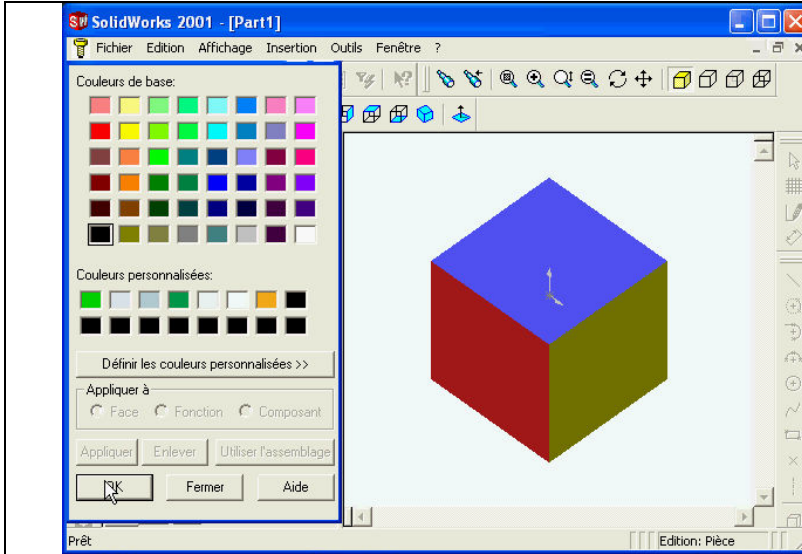 SolidWorks 2001 - [Part1]
Fichier Edition Affichage Insertion Outils Fenêtre ?
Couleurs de base:
Couleurs personnalisées:
Définir les couleurs personnalisées >>
Appliquer à
Face Fonction Composant
Appliquer Enlever Utiliser l'assemblage
OK Fermer Aide
Prêt Edition: Pièce